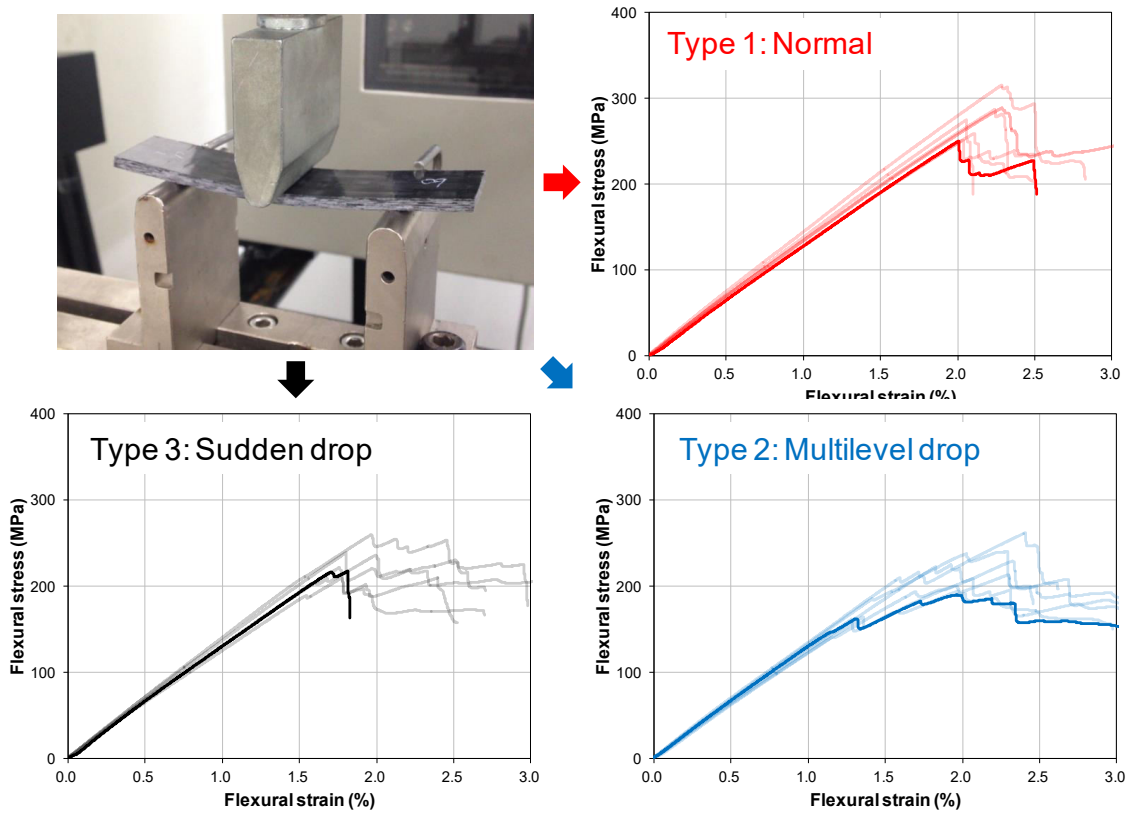 Type 1: Normal
Flexural stress (MPa)
400
300
200
100
0
0.0 0.5 1.0 1.5 2.0 2.5 3.0
Flexural strain (%)
09
Type 3: Sudden drop
Flexural stress (MPa)
400
300
200
100
0
0.0 0.5 1.0 1.5 2.0 2.5 3.0
Flexural strain (%)
Type 2: Multilevel drop
Flexural stress (MPa)
400
300
200
100
0
0.0 0.5 1.0 1.5 2.0 2.5 3.0
Flexural strain (%)